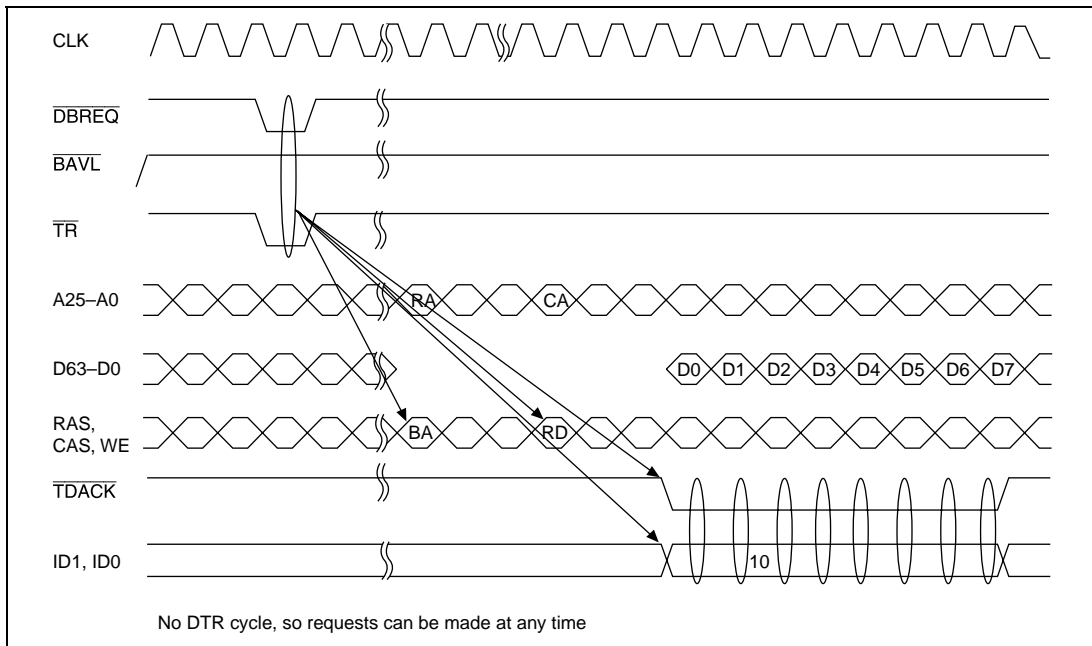 CLK
DBREQ
BAVL
TR
A25–A0
RA
CA
D63–D0
D0 D1 D2 D3 D4 D5 D6 D7
RAS,
CAS, WE
BA
RD
TDACK
ID1, ID0
10
No DTR cycle, so requests can be made at any time